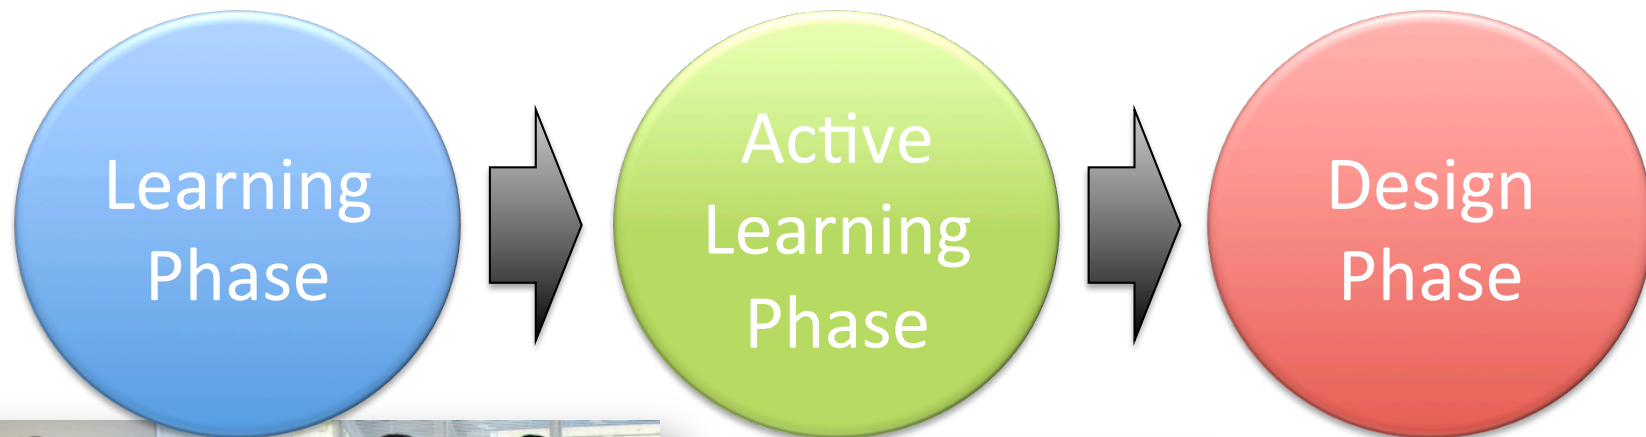 Learning
Phase
Active
Learning
Phase
Design
Phase